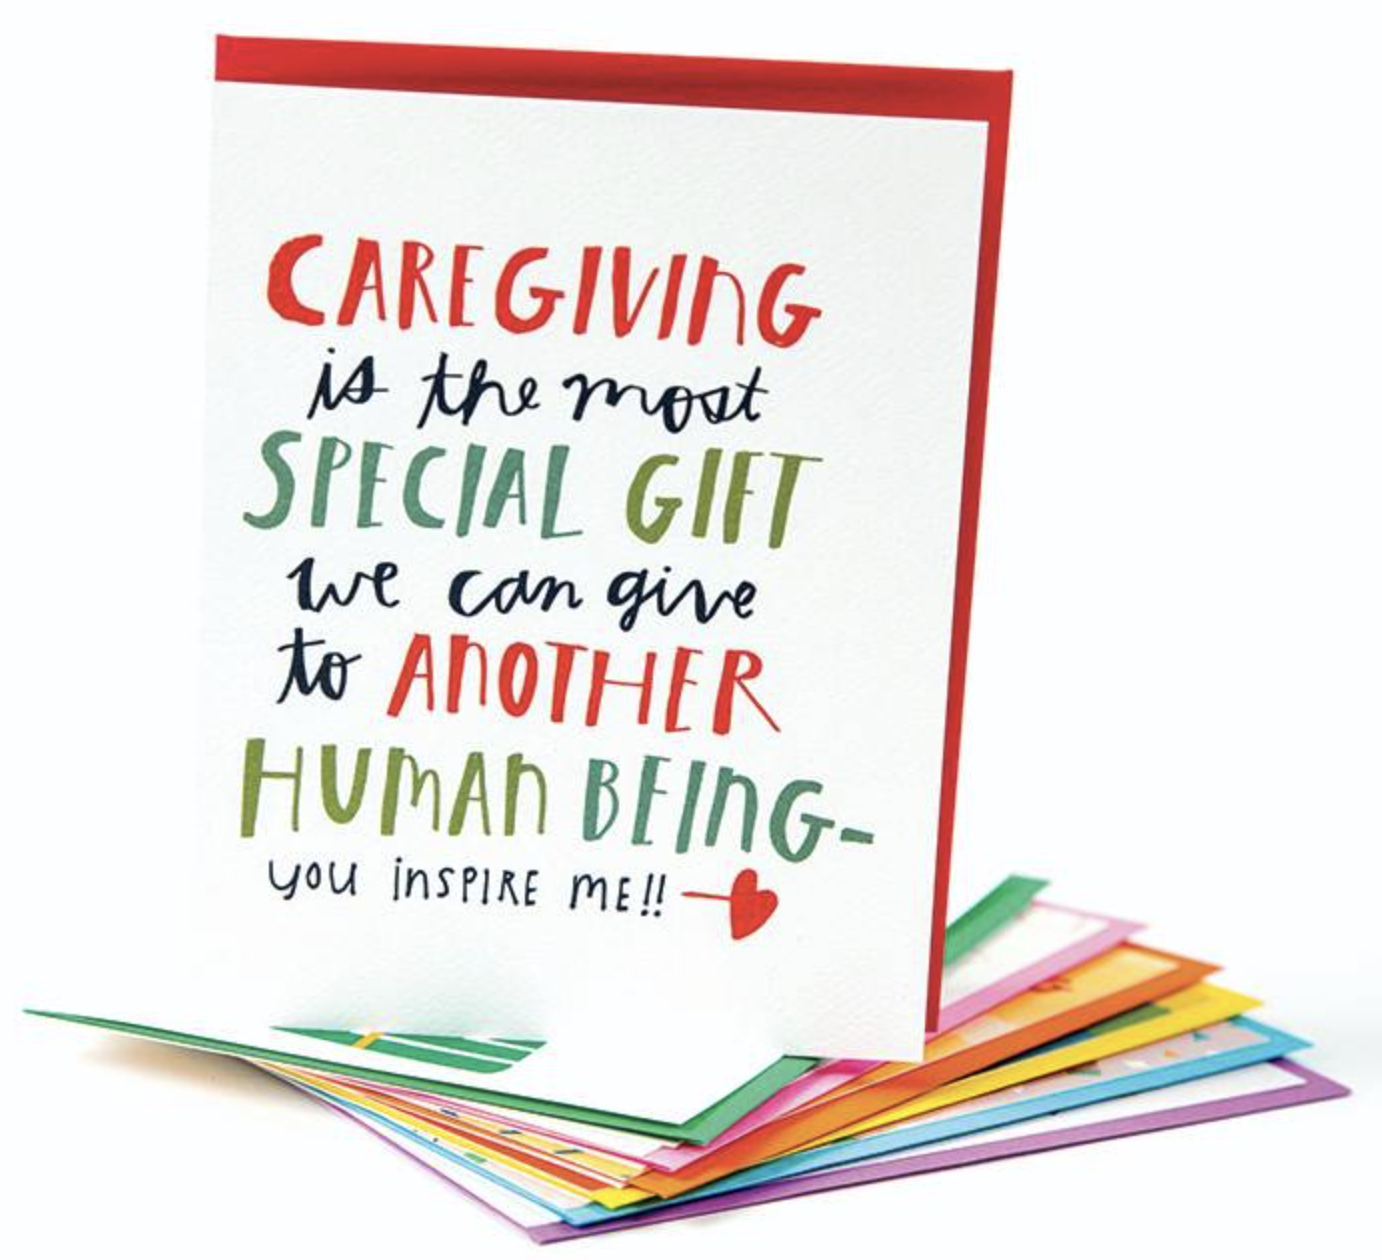 CAREGIVING
is the most
SPECIAL GIFT
we can give
to ANOTHER
HUMAN BEING-
you inspire me!!